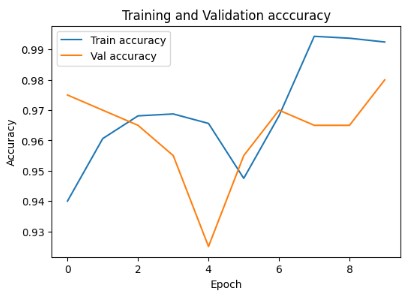 Training and Validation acccuracy
Train accuracy
Val accuracy
Accuracy
0.99
0.98
0.97
0.96
0.95
0.94
0.93
0 2 4 6 8
Epoch